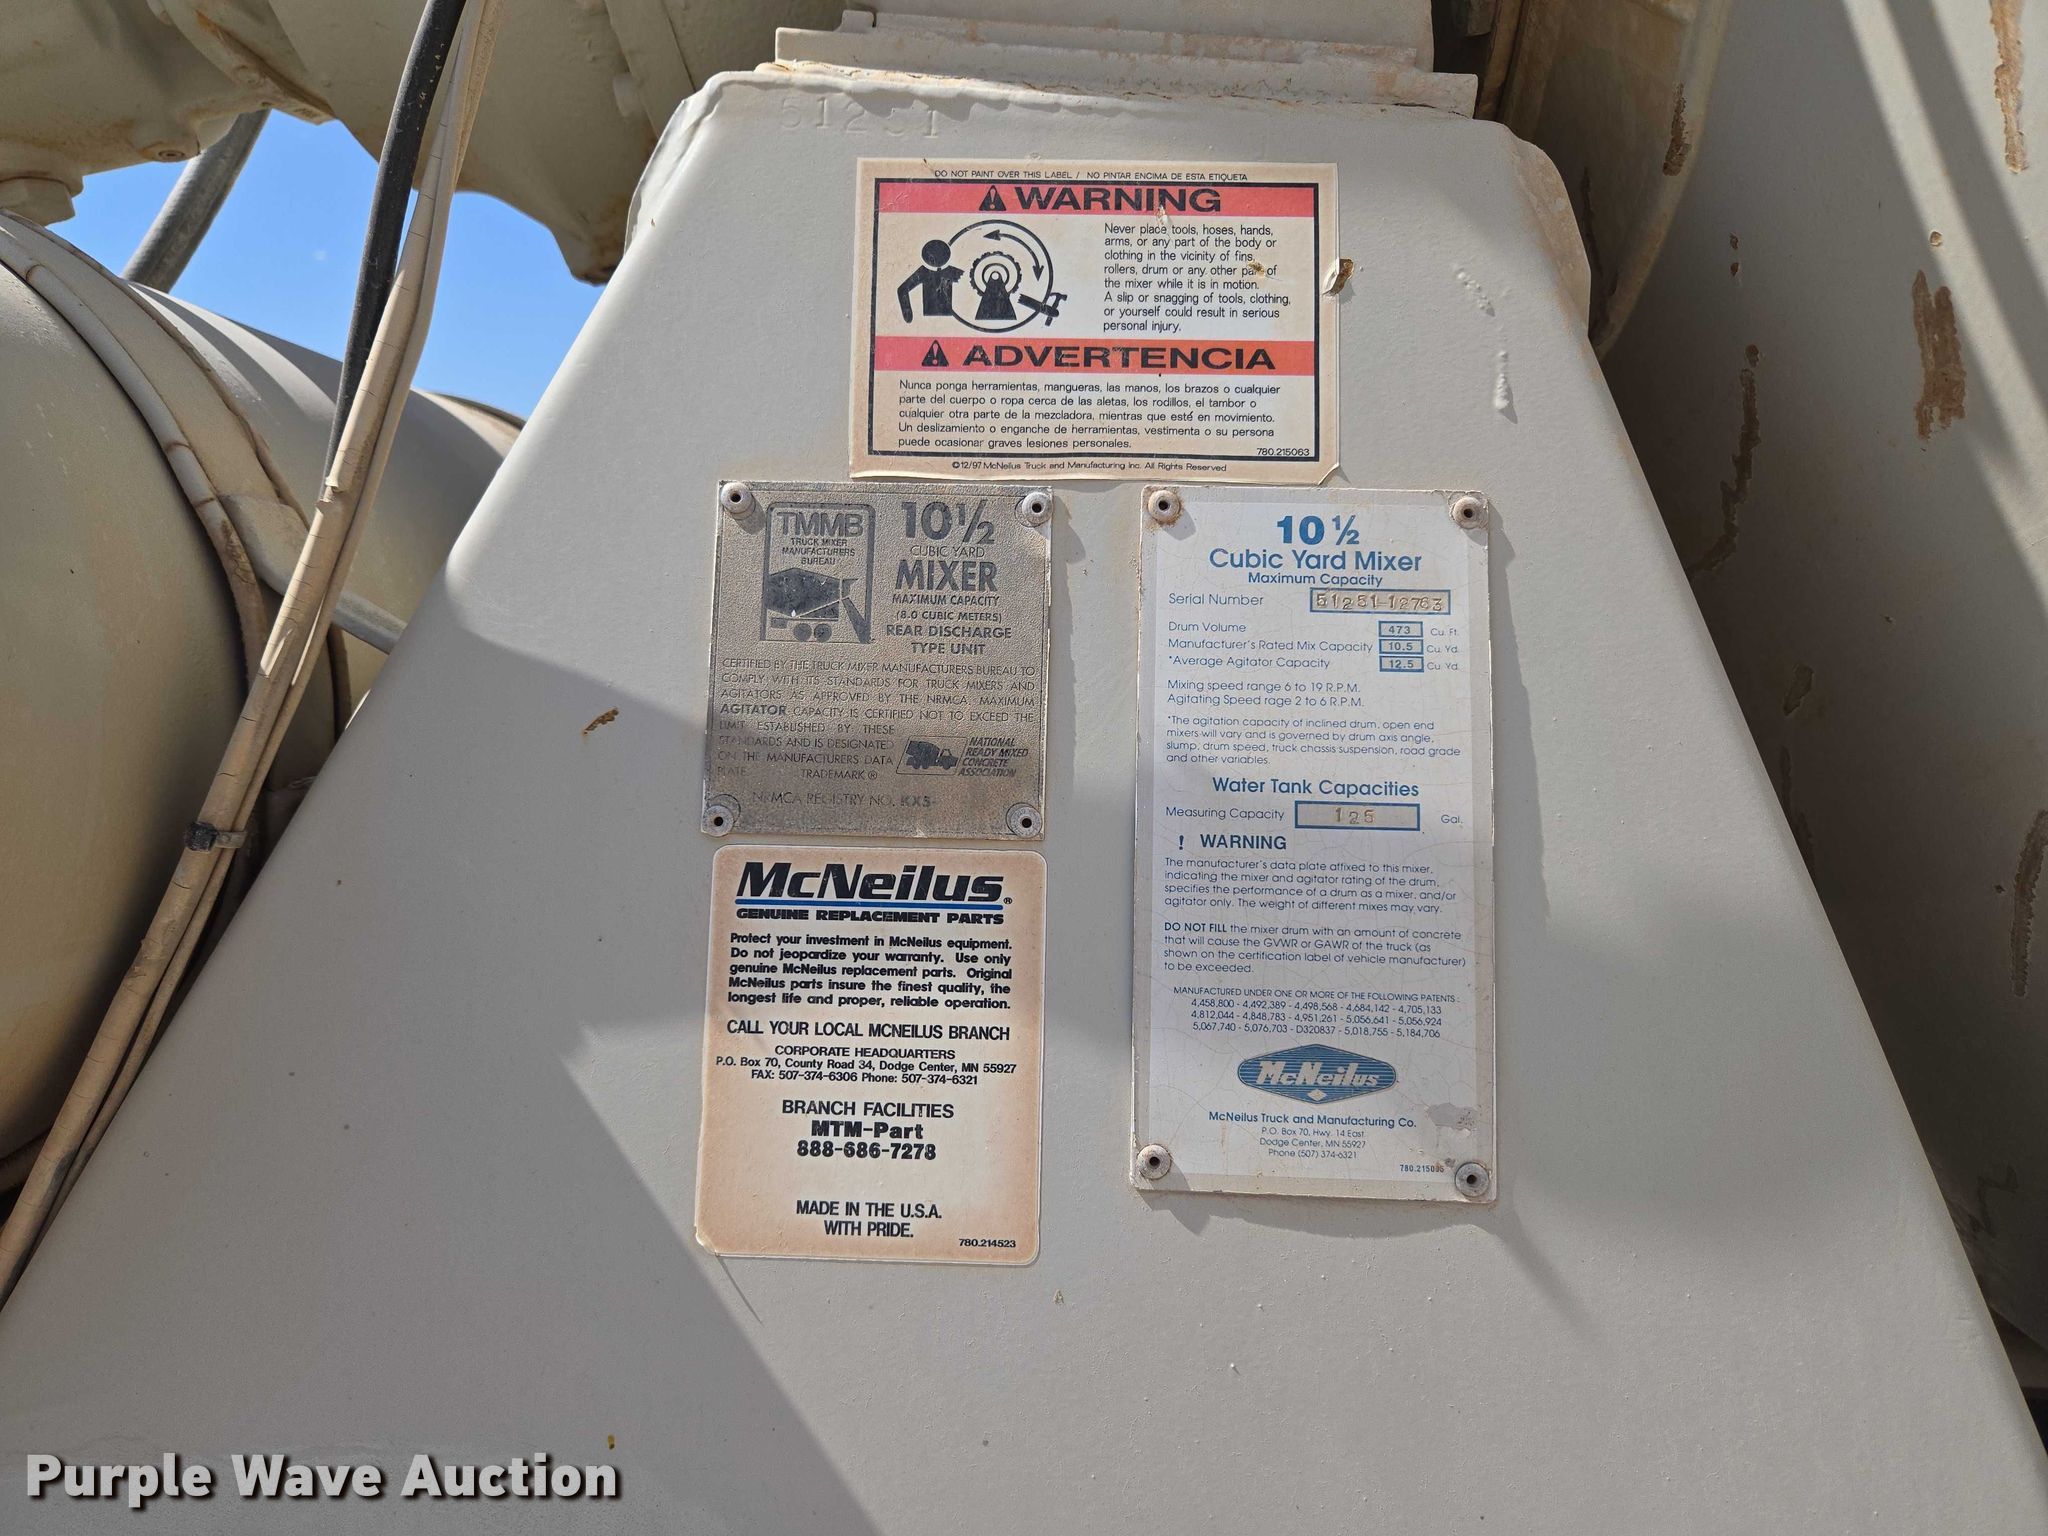 51251
DO NOT PAINT OVER THIS LABEL / NO PINTAR ENCIMA DE ESTA ETIQUETA
WARNING
Never place tools, hoses, hands,
arms, or any part of the body or
clothing in the vicinity of fins,
rollers, drum or any other part of
the mixer while it is in motion.
A slip or snagging of tools, clothing,
or yourself could result in serious
personal injury.
ADVERTENCIA
Nunca ponga herramientas, mangueras, las manos, los brazos o cualquier
parte del cuerpo o ropa cerca de las aletas, los rodillos, el tambor o
cualquier otra parte de la mezcladora, mientras que esté en movimiento.
Un deslizamiento o enganche de herramientas, vestimenta o su persona
puede ocasionar graves lesiones personales.
780.215063
©12/97 McNeilus Truck and Manufacturing Inc. All Rights Reserved
TMMB
TRUCK MIXER
MANUFACTURERS
BUREAU
10½
CUBIC YARD
MIXER
MAXIMUM CAPACITY
(8.0 CUBIC METERS)
REAR DISCHARGE
TYPE UNIT
CERTIFIED BY THE TRUCK MIXER MANUFACTURERS BUREAU TO
COMPLY WITH ITS STANDARDS FOR TRUCK MIXERS AND
AGITATORS AS APPROVED BY THE NRMCA. MAXIMUM
AGITATOR CAPACITY IS CERTIFIED NOT TO EXCEED THE
LIMIT ESTABLISHED BY THESE
STANDARDS AND IS DESIGNATED
ON THE MANUFACTURERS DATA
PLATE. TRADEMARK ®
NATIONAL
READY MIXED
CONCRETE
ASSOCIATION
NRMCA REGISTRY NO. KX5-
McNeilus®
GENUINE REPLACEMENT PARTS
Protect your investment in McNeilus equipment.
Do not jeopardize your warranty. Use only
genuine McNeilus replacement parts. Original
McNeilus parts insure the finest quality, the
longest life and proper, reliable operation.
CALL YOUR LOCAL MCNEILUS BRANCH
CORPORATE HEADQUARTERS
P.O. Box 70, County Road 34, Dodge Center, MN 55927
FAX: 507-374-6306 Phone: 507-374-6321
BRANCH FACILITIES
MTM-Part
888-686-7278
MADE IN THE U.S.A.
WITH PRIDE.
780.214523
10 ½
Cubic Yard Mixer
Maximum Capacity
Serial Number 51251-12763
Drum Volume 473 Cu. Ft.
Manufacturer's Rated Mix Capacity 10.5 Cu. Yd.
*Average Agitator Capacity 12.5 Cu. Yd.
Mixing speed range 6 to 19 R.P.M.
Agitating Speed rage 2 to 6 R.P.M.
*The agitation capacity of inclined drum, open end
mixers will vary and is governed by drum axis angle,
slump, drum speed, truck chassis suspension, road grade
and other variables.
Water Tank Capacities
Measuring Capacity 125 Gal.
! WARNING
The manufacturer's data plate affixed to this mixer,
indicating the mixer and agitator rating of the drum,
specifies the performance of a drum as a mixer, and/or
agitator only. The weight of different mixes may vary.
DO NOT FILL the mixer drum with an amount of concrete
that will cause the GVWR or GAWR of the truck (as
shown on the certification label of vehicle manufacturer)
to be exceeded.
MANUFACTURED UNDER ONE OR MORE OF THE FOLLOWING PATENTS:
4,458,800 - 4,492,389 - 4,498,568 - 4,684,142 - 4,705,133
4,812,044 - 4,848,783 - 4,951,261 - 5,056,641 - 5,056,924
5,067,740 - 5,076,703 - D320837 - 5,018,755 - 5,184,706
McNeilus
McNeilus Truck and Manufacturing Co.
P.O. Box 70, Hwy. 14 East
Dodge Center, MN 55927
Phone (507) 374-6321
Purple Wave Auction